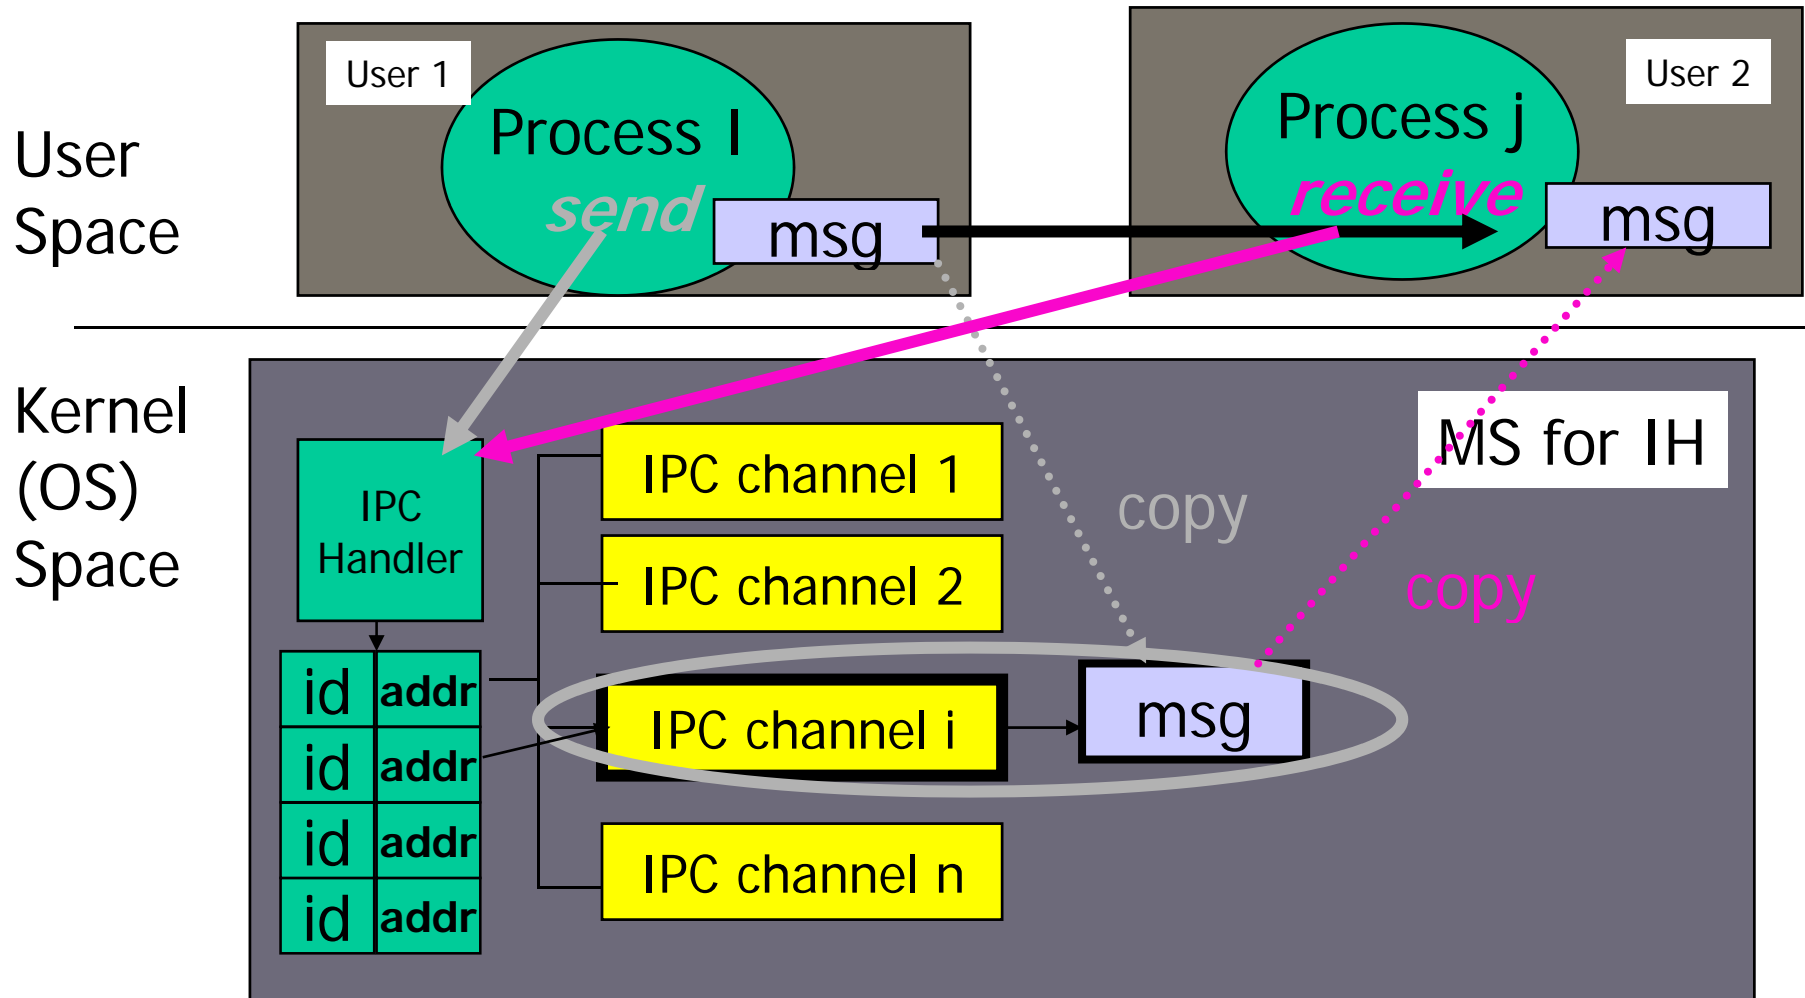 User 1
Process I
send
msg
User 2
Process j
receive
msg
User
Space
Kernel
(OS)
Space
MS for IH
IPC
Handler
IPC channel 1
IPC channel 2
IPC channel i
IPC channel n
copy
copy
msg
id addr
id addr
id addr
id addr